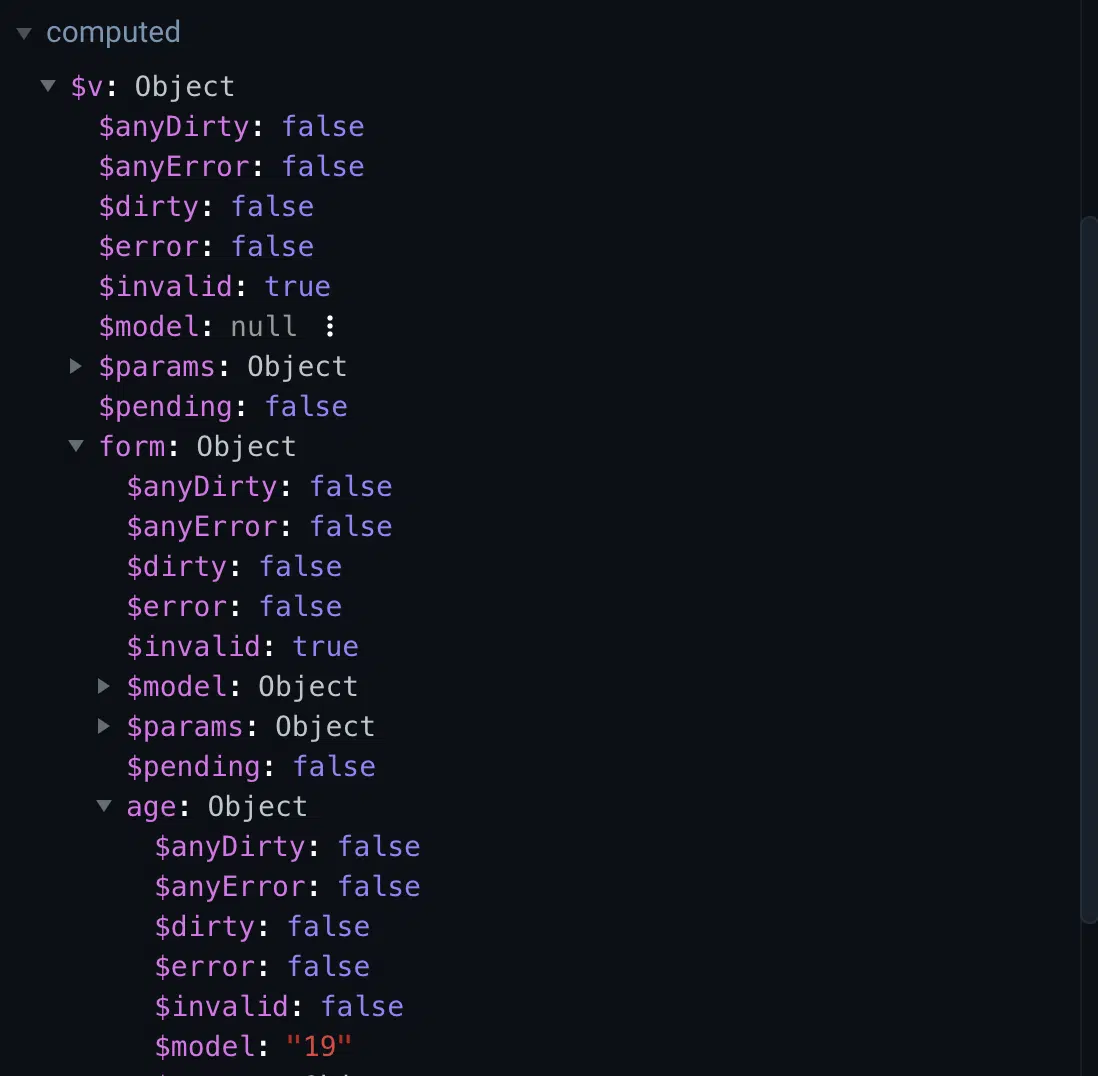 computed
$v: Object
$anyDirty: false
$anyError: false
$dirty: false
$error: false
$invalid: true
$model: null
$params: Object
$pending: false
form: Object
$anyDirty: false
$anyError: false
$dirty: false
$error: false
$invalid: true
$model: Object
$params: Object
$pending: false
age: Object
$anyDirty: false
$anyError: false
$dirty: false
$error: false
$invalid: false
$model: "19"